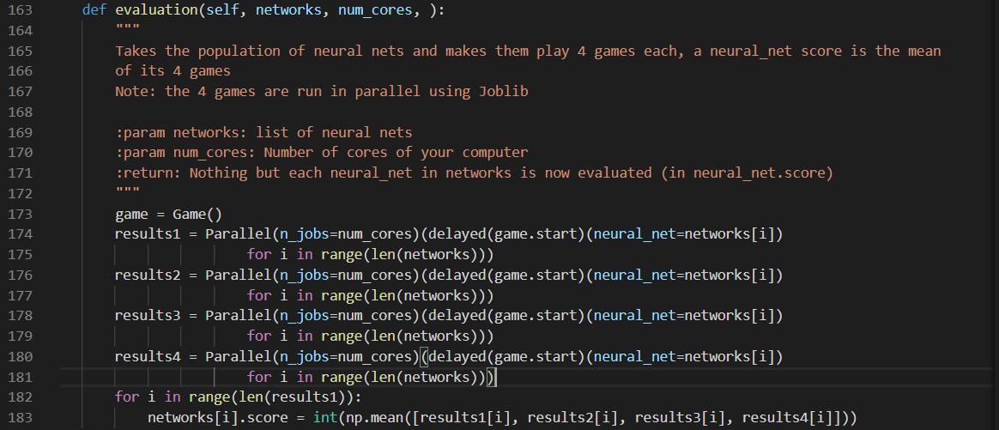 163 def evaluation(self, networks, num_cores, ):
164 """
165 Takes the population of neural nets and makes them play 4 games each, a neural_net score is the mean
166 of its 4 games
167 Note: the 4 games are run in parallel using Joblib
168
169 :param networks: list of neural nets
170 :param num_cores: Number of cores of your computer
171 :return: Nothing but each neural_net in networks is now evaluated (in neural_net.score)
172 """
173 game = Game()
174 results1 = Parallel(n_jobs=num_cores)(delayed(game.start)(neural_net=networks[i])
175 for i in range(len(networks)))
176 results2 = Parallel(n_jobs=num_cores)(delayed(game.start)(neural_net=networks[i])
177 for i in range(len(networks)))
178 results3 = Parallel(n_jobs=num_cores)(delayed(game.start)(neural_net=networks[i])
179 for i in range(len(networks)))
180 results4 = Parallel(n_jobs=num_cores)(delayed(game.start)(neural_net=networks[i])
181 for i in range(len(networks)))
182 for i in range(len(results1)):
183 networks[i].score = int(np.mean([results1[i], results2[i], results3[i], results4[i]]))